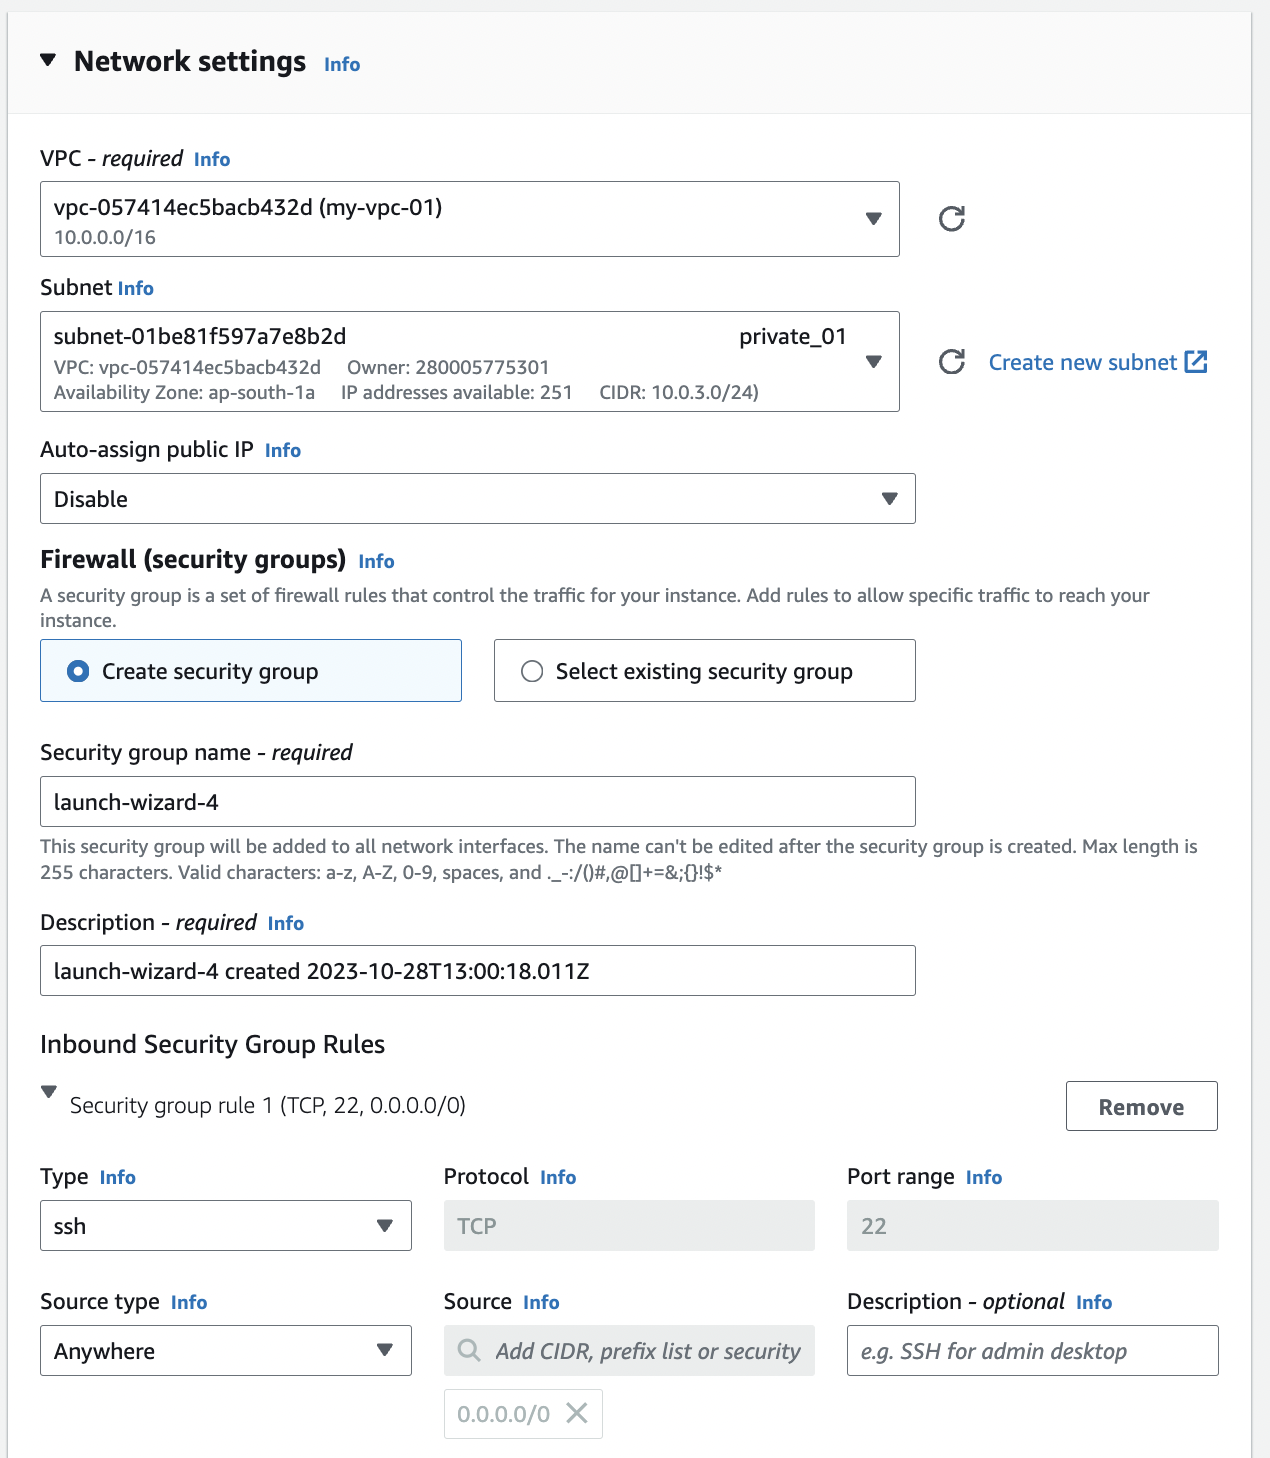 Network settings Info
VPC - required Info
vpc-057414ec5bacb432d (my-vpc-01)
10.0.0.0/16
Subnet Info
subnet-01be81f597a7e8b2d private_01
VPC: vpc-057414ec5bacb432d Owner: 280005775301
Availability Zone: ap-south-1a IP addresses available: 251 CIDR: 10.0.3.0/24)
Create new subnet
Auto-assign public IP Info
Disable
Firewall (security groups) Info
A security group is a set of firewall rules that control the traffic for your instance. Add rules to allow specific traffic to reach your
instance.
Create security group Select existing security group
Security group name - required
launch-wizard-4
This security group will be added to all network interfaces. The name can't be edited after the security group is created. Max length is
255 characters. Valid characters: a-z, A-Z, 0-9, spaces, and ._-:/()#,@[]+=&;{}!$*
Description - required Info
launch-wizard-4 created 2023-10-28T13:00:18.011Z
Inbound Security Group Rules
Security group rule 1 (TCP, 22, 0.0.0.0/0) Remove
Type Info Protocol Info Port range Info
ssh TCP 22
Source type Info Source Info Description - optional Info
Anywhere Add CIDR, prefix list or security e.g. SSH for admin desktop
0.0.0.0/0